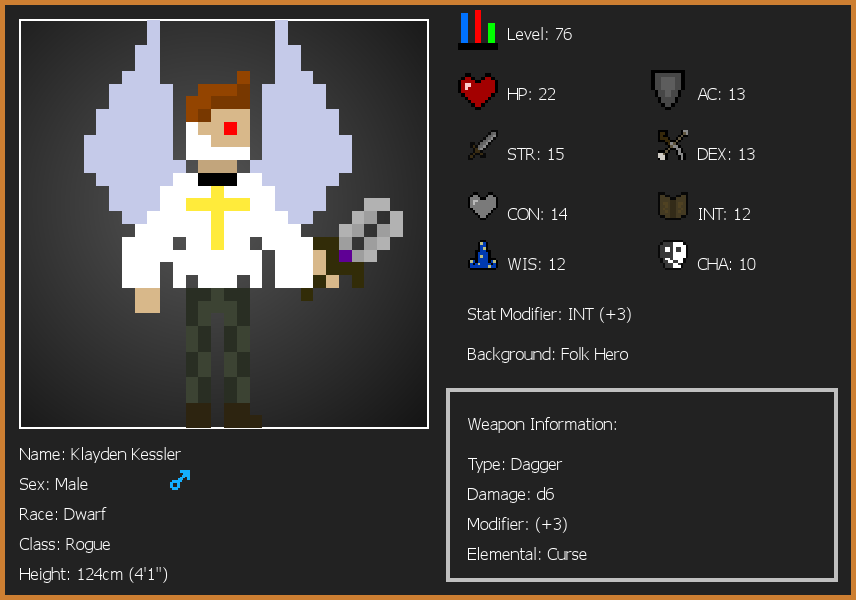 Level: 76
HP: 22
AC: 13
STR: 15
DEX: 13
CON: 14
INT: 12
WIS: 12
CHA: 10
Stat Modifier: INT (+3)
Background: Folk Hero
Weapon Information:
Type: Dagger
Damage: d6
Modifier: (+3)
Elemental: Curse
Name: Klayden Kessler
Sex: Male
Race: Dwarf
Class: Rogue
Height: 124cm (4'1")